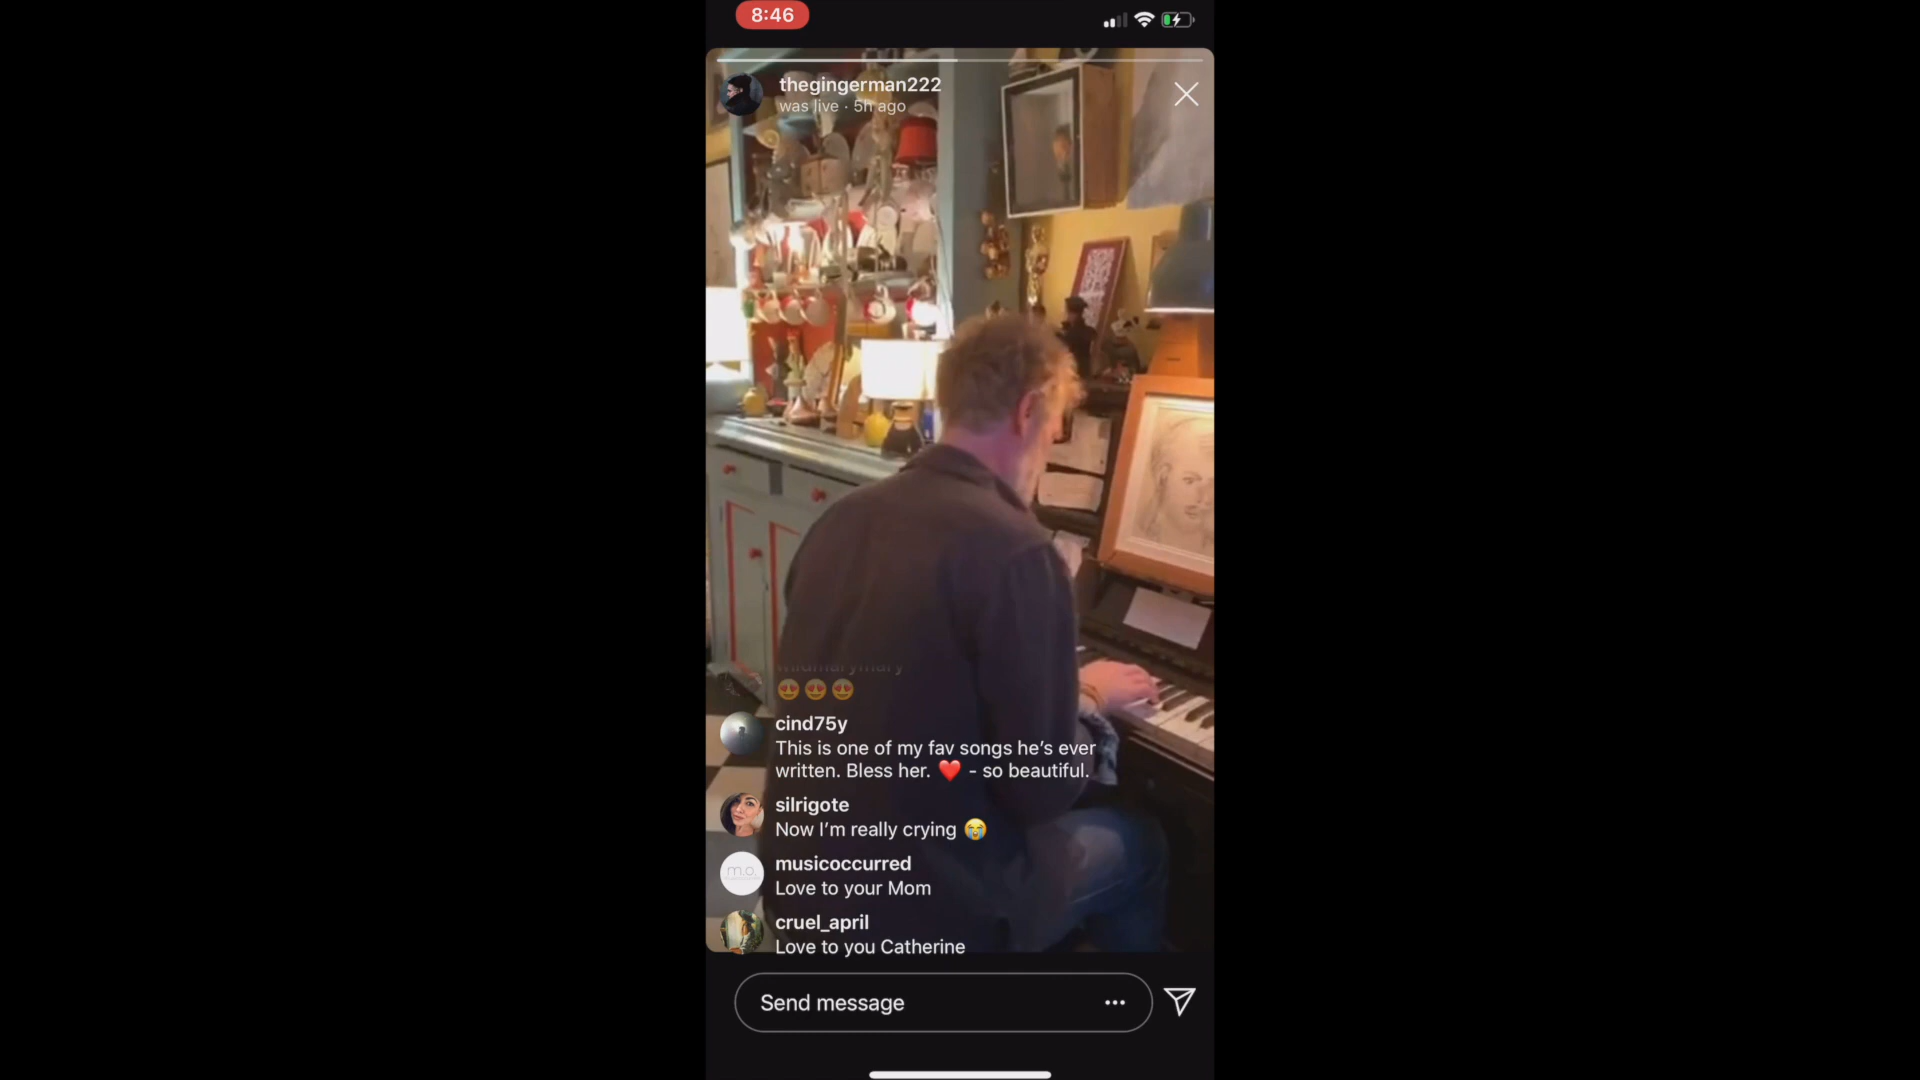 8:46
thegingerman222
was live · 5h ago
😍😍😍
cind75y
This is one of my fav songs he’s ever
written. Bless her. ❤️ - so beautiful.
silrigote
Now I’m really crying 😭
musicoccurred
m.o.
Love to your Mom
cruel_april
Love to you Catherine
Send message